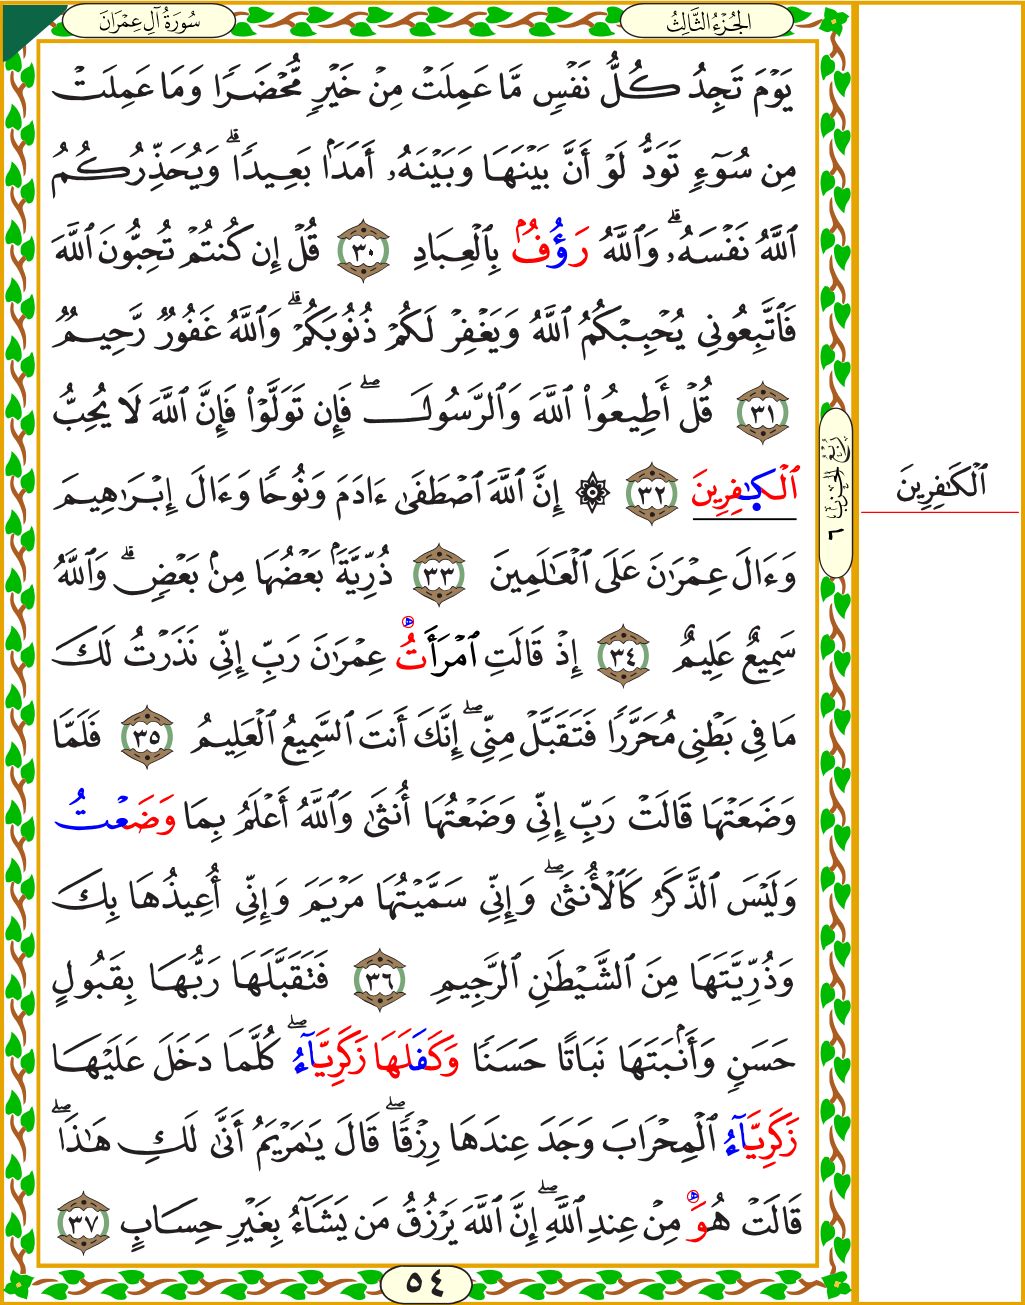 سُورَةُ آلِ عِمْرَانَ
الجُزْءُ الثَّالِثُ
يَوْمَ تَجِدُ كُلُّ نَفْسٍ مَّا عَمِلَتْ مِنْ خَيْرٍ مُّحْضَرًا وَمَا عَمِلَتْ
مِن سُوٓءٍ تَوَدُّ لَوْ أَنَّ بَيْنَهَا وَبَيْنَهُۥ أَمَدَۢا بَعِيدًا ۗ وَيُحَذِّرُكُمُ
ٱللَّهُ نَفْسَهُۥ ۗ وَٱللَّهُ رَؤُفٌۢ بِٱلْعِبَادِ ٣٠ قُلْ إِن كُنتُمْ تُحِبُّونَ ٱللَّهَ
فَٱتَّبِعُونِي يُحْبِبْكُمُ ٱللَّهُ وَيَغْفِرْ لَكُمْ ذُنُوبَكُمْ ۗ وَٱللَّهُ غَفُورٌ رَّحِيمٌ
٣١ قُلْ أَطِيعُوا۟ ٱللَّهَ وَٱلرَّسُولَ ۖ فَإِن تَوَلَّوْا۟ فَإِنَّ ٱللَّهَ لَا يُحِبُّ
ٱلْكَٰفِرِينَ ٣٢ ۞ إِنَّ ٱللَّهَ ٱصْطَفَىٰ ءَادَمَ وَنُوحًا وَءَالَ إِبْرَٰهِيمَ
وَءَالَ عِمْرَٰنَ عَلَى ٱلْعَٰلَمِينَ ٣٣ ذُرِّيَّةَۢ بَعْضُهَا مِنۢ بَعْضٍ ۗ وَٱللَّهُ
سَمِيعٌ عَلِيمٌ ٣٤ إِذْ قَالَتِ ٱمْرَأَتُ عِمْرَٰنَ رَبِّ إِنِّي نَذَرْتُ لَكَ
مَا فِي بَطْنِي مُحَرَّرًا فَتَقَبَّلْ مِنِّيٓ ۖ إِنَّكَ أَنتَ ٱلسَّمِيعُ ٱلْعَلِيمُ ٣٥ فَلَمَّا
وَضَعَتْهَا قَالَتْ رَبِّ إِنِّي وَضَعْتُهَا أُنثَىٰ وَٱللَّهُ أَعْلَمُ بِمَا وَضَعْتُ
وَلَيْسَ ٱلذَّكَرُ كَٱلْأُنثَىٰ ۖ وَإِنِّي سَمَّيْتُهَا مَرْيَمَ وَإِنِّي أُعِيذُهَا بِكَ
وَذُرِّيَّتَهَا مِنَ ٱلشَّيْطَٰنِ ٱلرَّجِيمِ ٣٦ فَتَقَبَّلَهَا رَبُّهَا بِقَبُولٍ
حَسَنٍ وَأَنۢبَتَهَا نَبَاتًا حَسَنًا وَكَفَلَهَا زَكَرِيَّآءُ ۖ كُلَّمَا دَخَلَ عَلَيْهَا
زَكَرِيَّآءُ ٱلْمِحْرَابَ وَجَدَ عِندَهَا رِزْقًا ۖ قَالَ يَٰمَرْيَمُ أَنَّىٰ لَكِ هَٰذَا ۖ
قَالَتْ هُوَ مِنْ عِندِ ٱللَّهِ ۖ إِنَّ ٱللَّهَ يَرْزُقُ مَن يَشَآءُ بِغَيْرِ حِسَابٍ ٣٧
٥٤
رُبْعُ الحِزْبِ ٦
ٱلْكَٰفِرِينَ